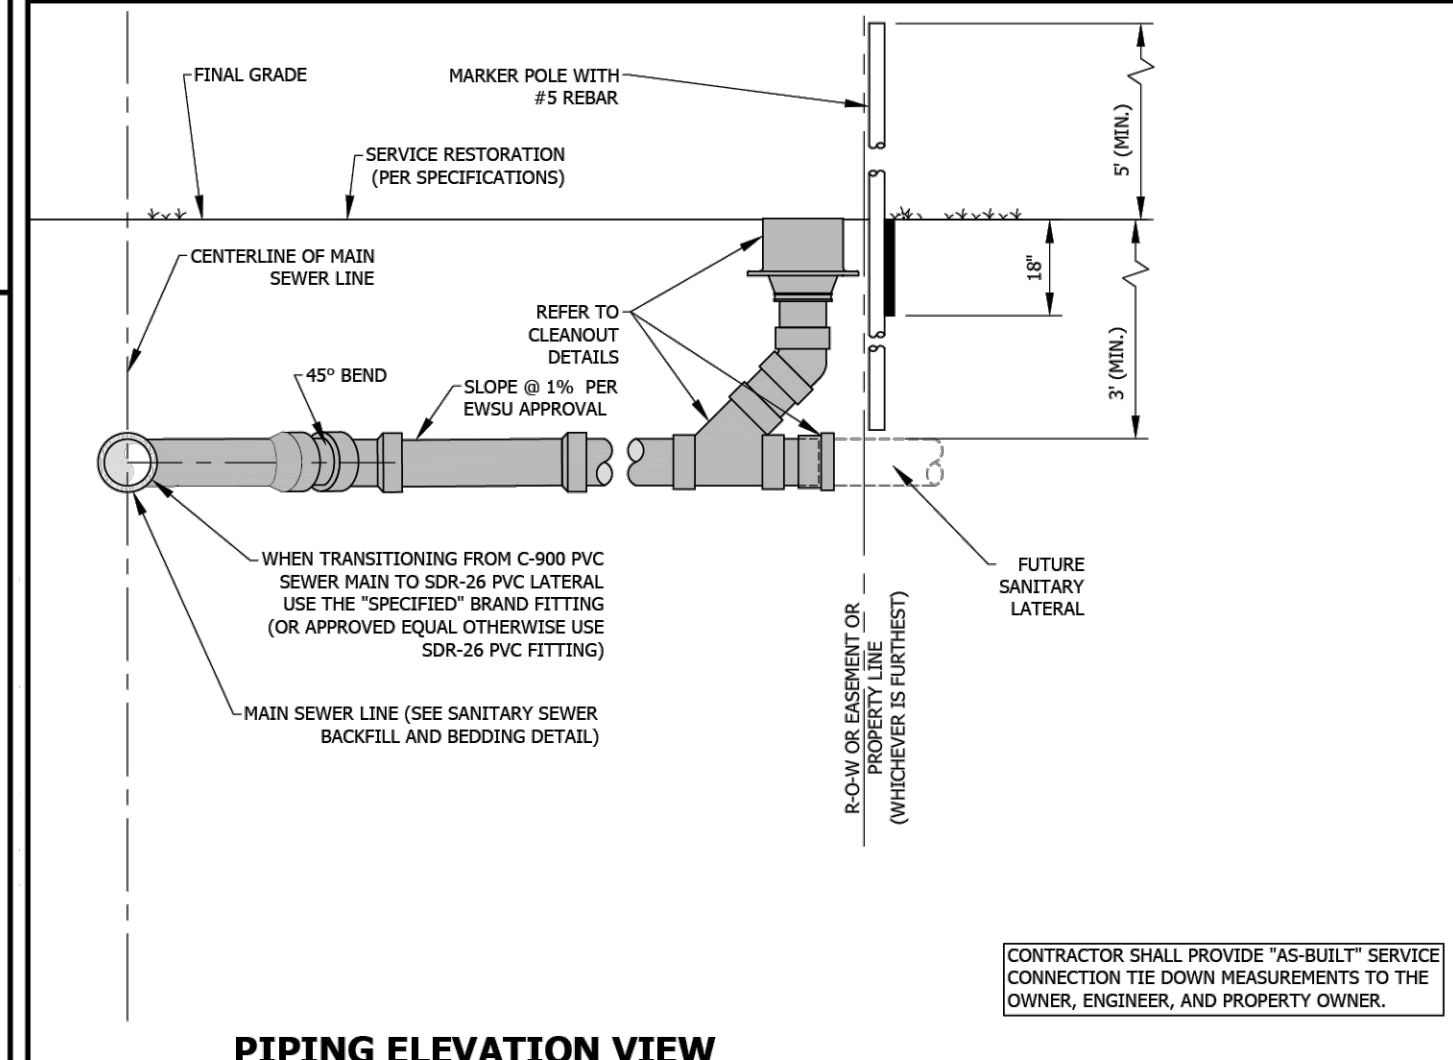 FINAL GRADE
MARKER POLE WITH
#5 REBAR
5' (MIN.)
SERVICE RESTORATION
(PER SPECIFICATIONS)
CENTERLINE OF MAIN
SEWER LINE
18"
REFER TO
CLEANOUT
DETAILS
3' (MIN.)
45° BEND
SLOPE @ 1% PER
EWSU APPROVAL
WHEN TRANSITIONING FROM C-900 PVC
SEWER MAIN TO SDR-26 PVC LATERAL
USE THE "SPECIFIED" BRAND FITTING
(OR APPROVED EQUAL OTHERWISE USE
SDR-26 PVC FITTING)
FUTURE
SANITARY
LATERAL
R-O-W OR EASEMENT OR
PROPERTY LINE
(WHICHEVER IS FURTHEST)
MAIN SEWER LINE (SEE SANITARY SEWER
BACKFILL AND BEDDING DETAIL)
CONTRACTOR SHALL PROVIDE "AS-BUILT" SERVICE
CONNECTION TIE DOWN MEASUREMENTS TO THE
OWNER, ENGINEER, AND PROPERTY OWNER.
PIPING ELEVATION VIEW